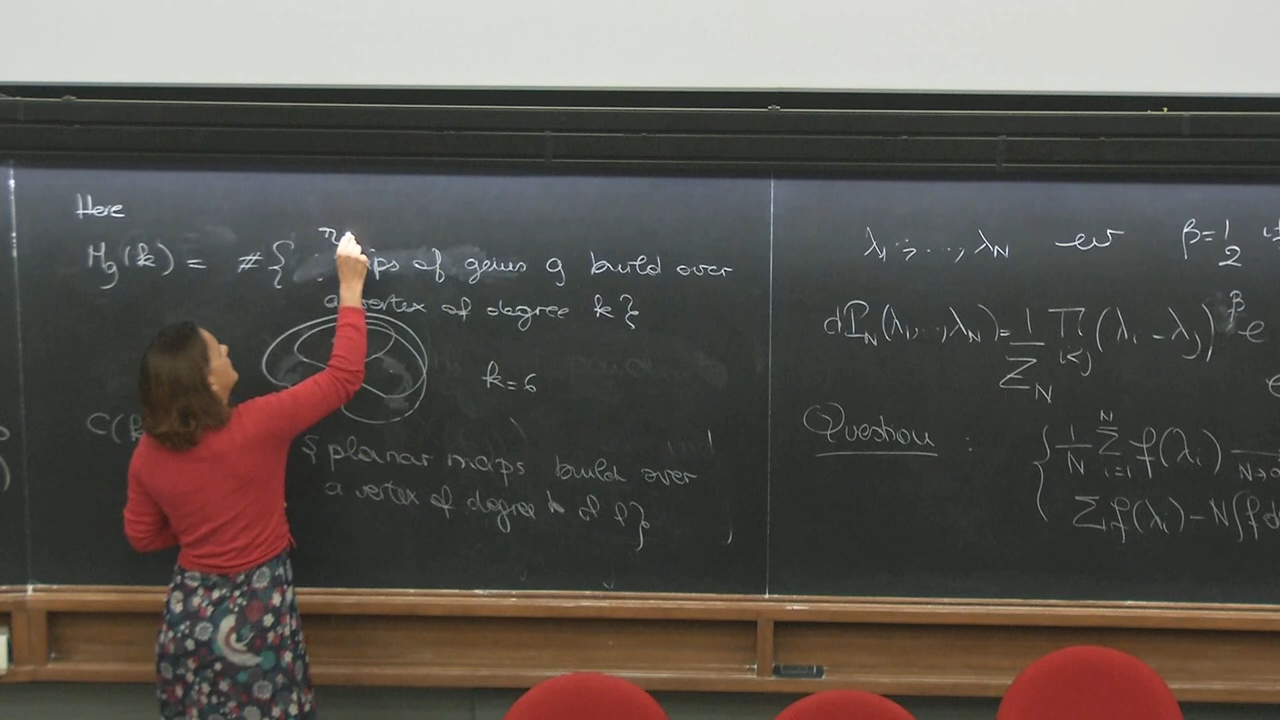 Here
M_g(k) = # { maps of genus g build over
a vertex of degree k }
k=6
C(k
{ planar maps build over
a vertex of degree k
λ_1, ..., λ_N ev β=1/2
dP_N(λ_1, .., λ_N) = 1/Z_N ∏_{i<j} (λ_i - λ_j)^β e
Question :
{ 1/N Σ_{i=1}^N f(λ_i)
Σ f(λ_i) - N∫f d